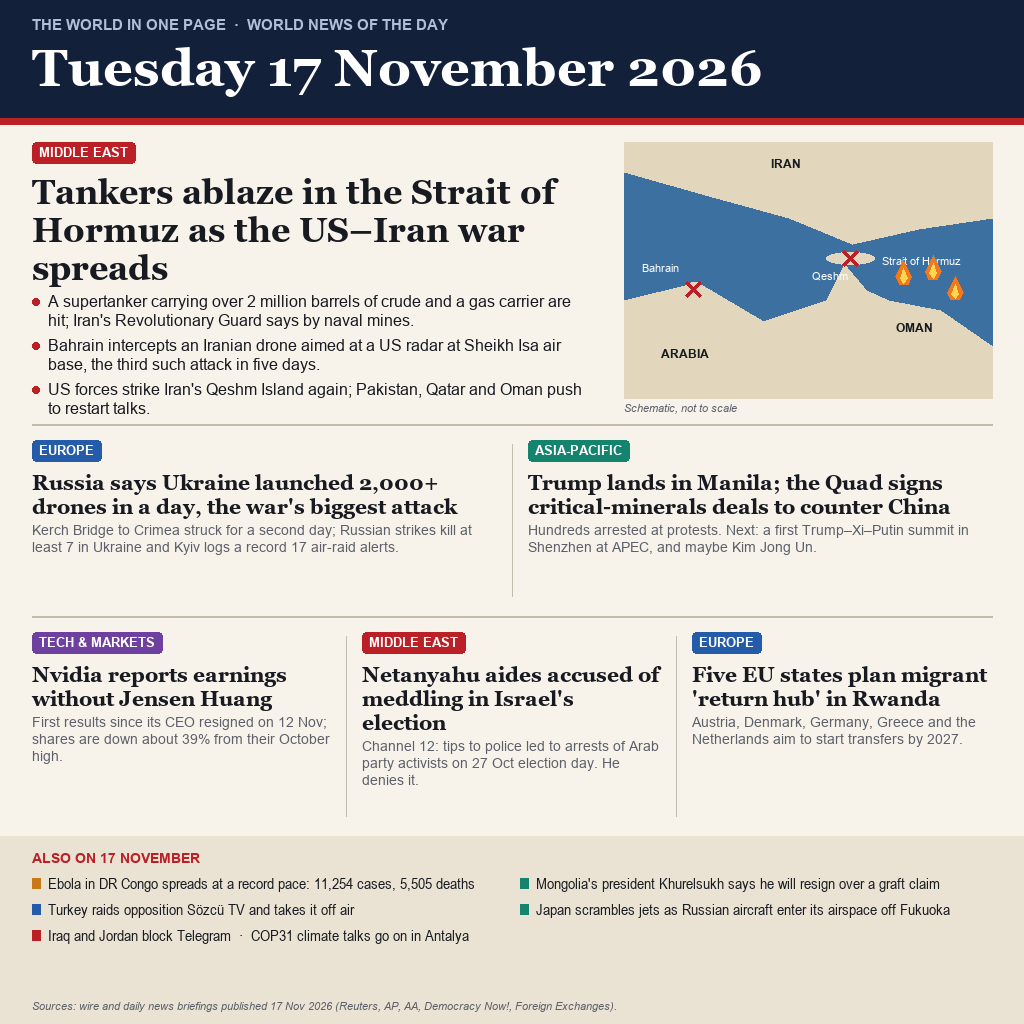 THE WORLD IN ONE PAGE · WORLD NEWS OF THE DAY
Tuesday 17 November 2026
MIDDLE EAST
Tankers ablaze in the Strait of
Hormuz as the US–Iran war
spreads
A supertanker carrying over 2 million barrels of crude and a gas carrier are
hit; Iran's Revolutionary Guard says by naval mines.
Bahrain intercepts an Iranian drone aimed at a US radar at Sheikh Isa air
base, the third such attack in five days.
US forces strike Iran's Qeshm Island again; Pakistan, Qatar and Oman push
to restart talks.
IRAN
Bahrain
Qeshm
Strait of Hormuz
OMAN
ARABIA
Schematic, not to scale
EUROPE
Russia says Ukraine launched 2,000+
drones in a day, the war's biggest attack
Kerch Bridge to Crimea struck for a second day; Russian strikes kill at
least 7 in Ukraine and Kyiv logs a record 17 air-raid alerts.
ASIA-PACIFIC
Trump lands in Manila; the Quad signs
critical-minerals deals to counter China
Hundreds arrested at protests. Next: a first Trump–Xi–Putin summit in
Shenzhen at APEC, and maybe Kim Jong Un.
TECH & MARKETS
Nvidia reports earnings
without Jensen Huang
First results since its CEO resigned on 12 Nov;
shares are down about 39% from their October
high.
MIDDLE EAST
Netanyahu aides accused of
meddling in Israel's
election
Channel 12: tips to police led to arrests of Arab
party activists on 27 Oct election day. He
denies it.
EUROPE
Five EU states plan migrant
'return hub' in Rwanda
Austria, Denmark, Germany, Greece and the
Netherlands aim to start transfers by 2027.
ALSO ON 17 NOVEMBER
Ebola in DR Congo spreads at a record pace: 11,254 cases, 5,505 deaths
Turkey raids opposition Sözcü TV and takes it off air
Iraq and Jordan block Telegram · COP31 climate talks go on in Antalya
Mongolia's president Khurelsukh says he will resign over a graft claim
Japan scrambles jets as Russian aircraft enter its airspace off Fukuoka
Sources: wire and daily news briefings published 17 Nov 2026 (Reuters, AP, AA, Democracy Now!, Foreign Exchanges).